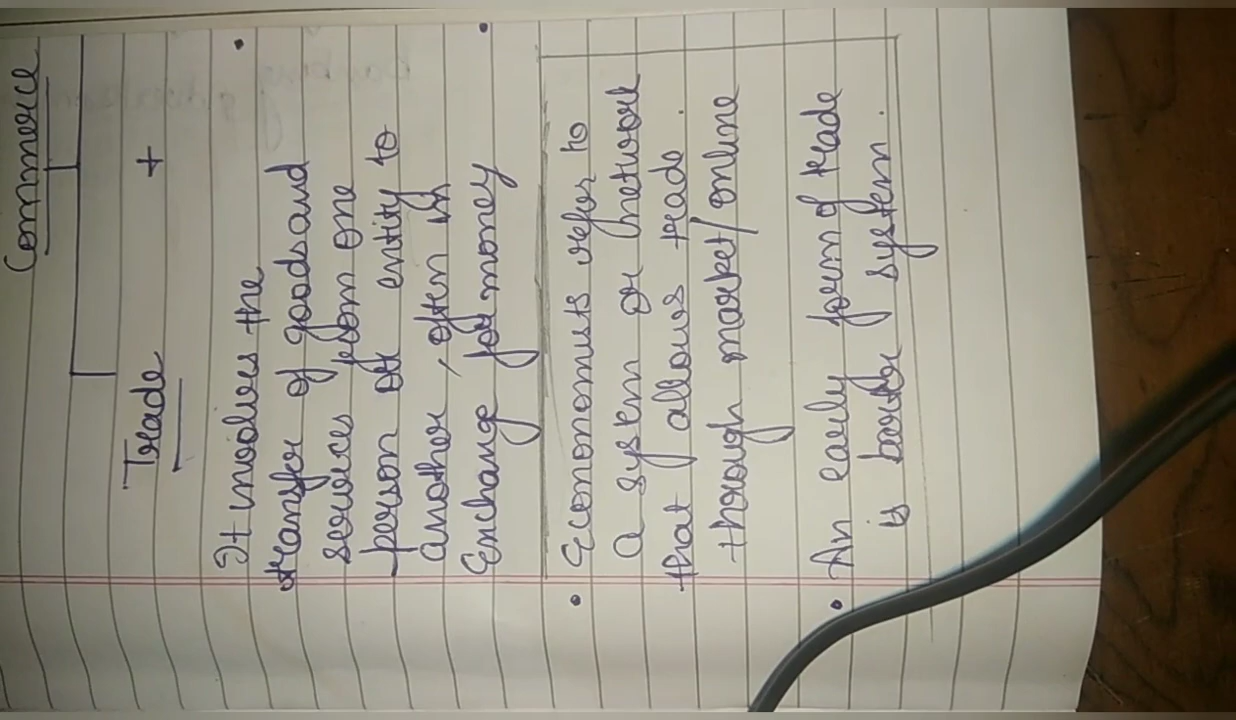 Commerce
Trade +
It involves the
transfer of goods and
services from one
person or entity to
another, often in
Exchange for money
• Economomists refer to
a system or network
that allows trade.
through market/online
• An early form of trade
is barter system.